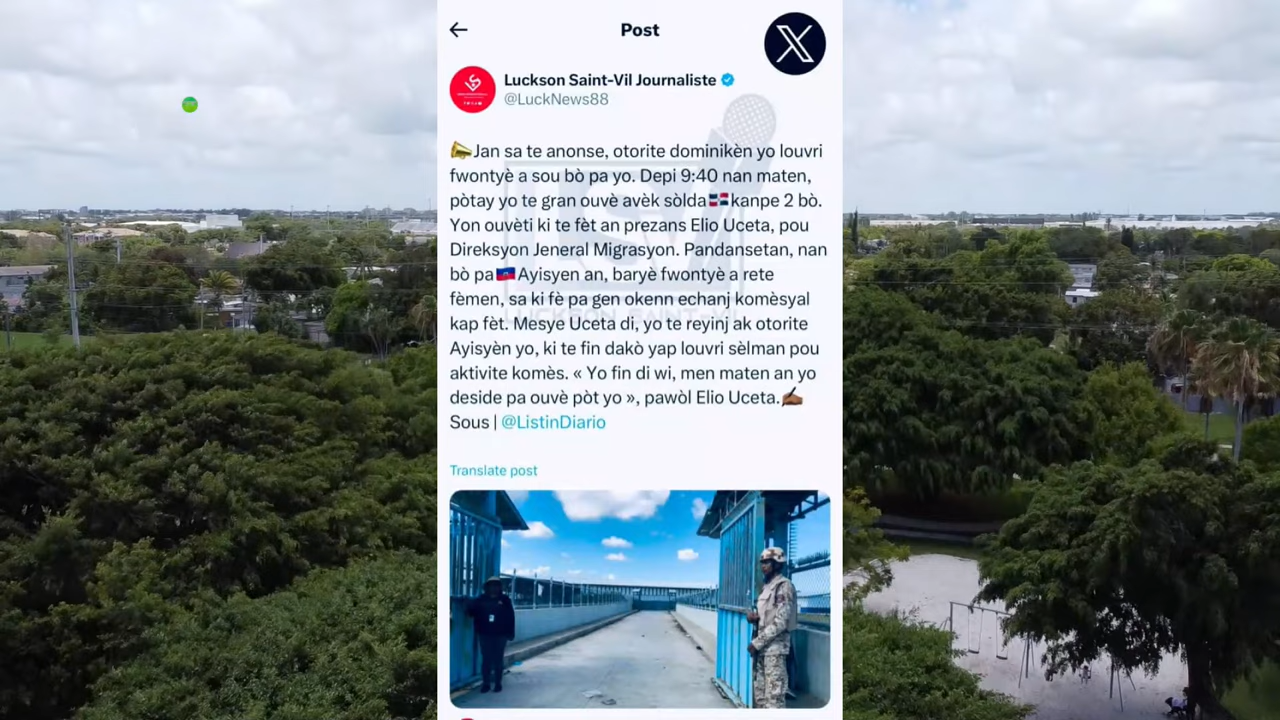 Post
Luckson Saint-Vil Journaliste
@LuckNews88
Jan sa te anonse, otorite dominikèn yo louvri
fwontyè a sou bò pa yo. Depi 9:40 nan maten,
pòtay yo te gran ouvè avèk sòlda kanpe 2 bò.
Yon ouvèti ki te fèt an prezans Elio Uceta, pou
Direksyon Jeneral Migrasyon. Pandansetan, nan
bò pa Ayisyen an, baryè fwontyè a rete
fèmen, sa ki fè pa gen okenn echanj komèsyal
kap fèt. Mesye Uceta di, yo te reyinj ak otorite
Ayisyèn yo, ki te fin dakò yap louvri sèlman pou
aktivite komès. « Yo fin di wi, men maten an yo
deside pa ouvè pòt yo », pawòl Elio Uceta.
Sous | @ListinDiario
Translate post
LUCKSON SAINT-VIL